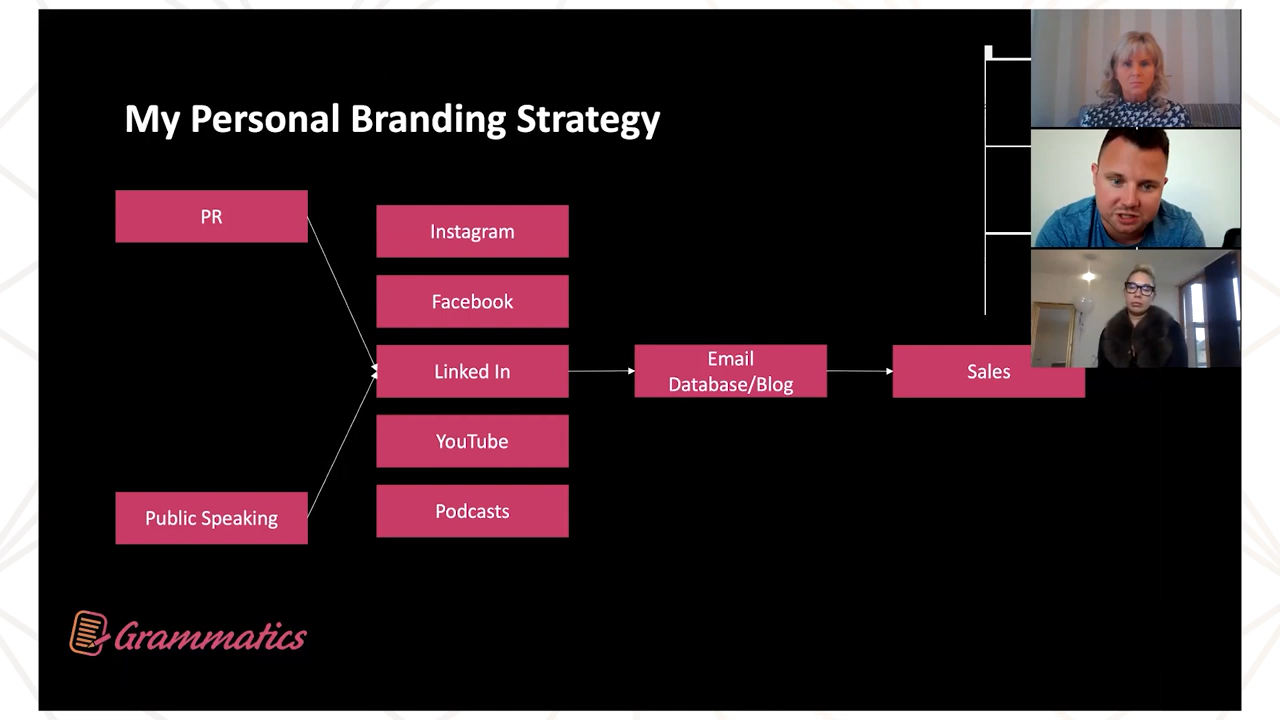 My Personal Branding Strategy
PR
Instagram
Facebook
Linked In
Email
Database/Blog
Sales
YouTube
Podcasts
Public Speaking
Grammatics